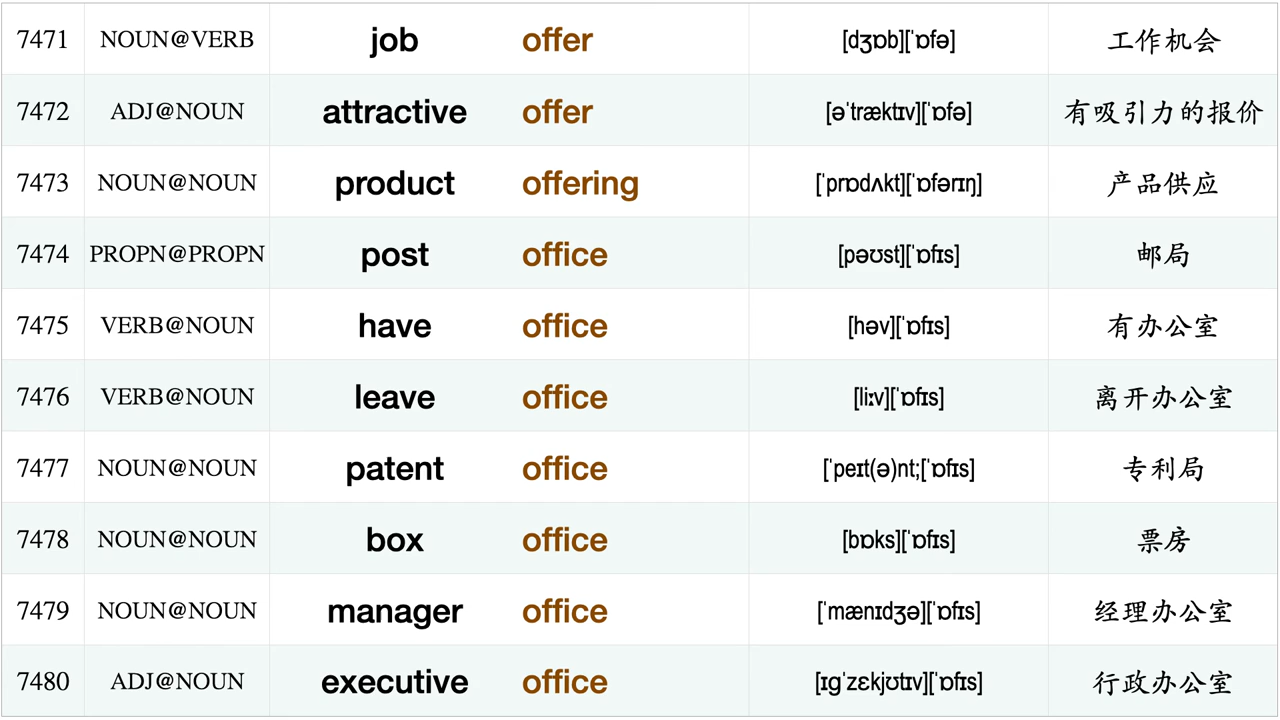 7471 NOUN@VERB job offer [dʒɒb][ˈɒfə] 工作机会
7472 ADJ@NOUN attractive offer [əˈtræktɪv][ˈɒfə] 有吸引力的报价
7473 NOUN@NOUN product offering [ˈprɒdʌkt][ˈɒfərɪŋ] 产品供应
7474 PROPN@PROPN post office [pəʊst][ˈɒfɪs] 邮局
7475 VERB@NOUN have office [həv][ˈɒfɪs] 有办公室
7476 VERB@NOUN leave office [liːv][ˈɒfɪs] 离开办公室
7477 NOUN@NOUN patent office [ˈpeɪt(ə)nt;[ˈɒfɪs] 专利局
7478 NOUN@NOUN box office [bɒks][ˈɒfɪs] 票房
7479 NOUN@NOUN manager office [ˈmænɪdʒə][ˈɒfɪs] 经理办公室
7480 ADJ@NOUN executive office [ɪɡˈzɛkjʊtɪv][ˈɒfɪs] 行政办公室